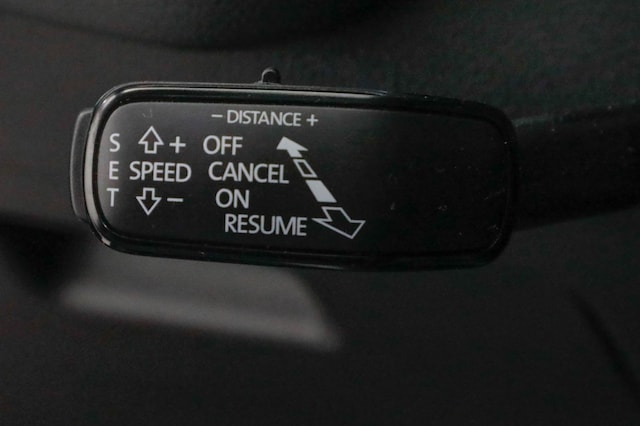 − DISTANCE +
S + OFF
E SPEED CANCEL
T − ON
RESUME